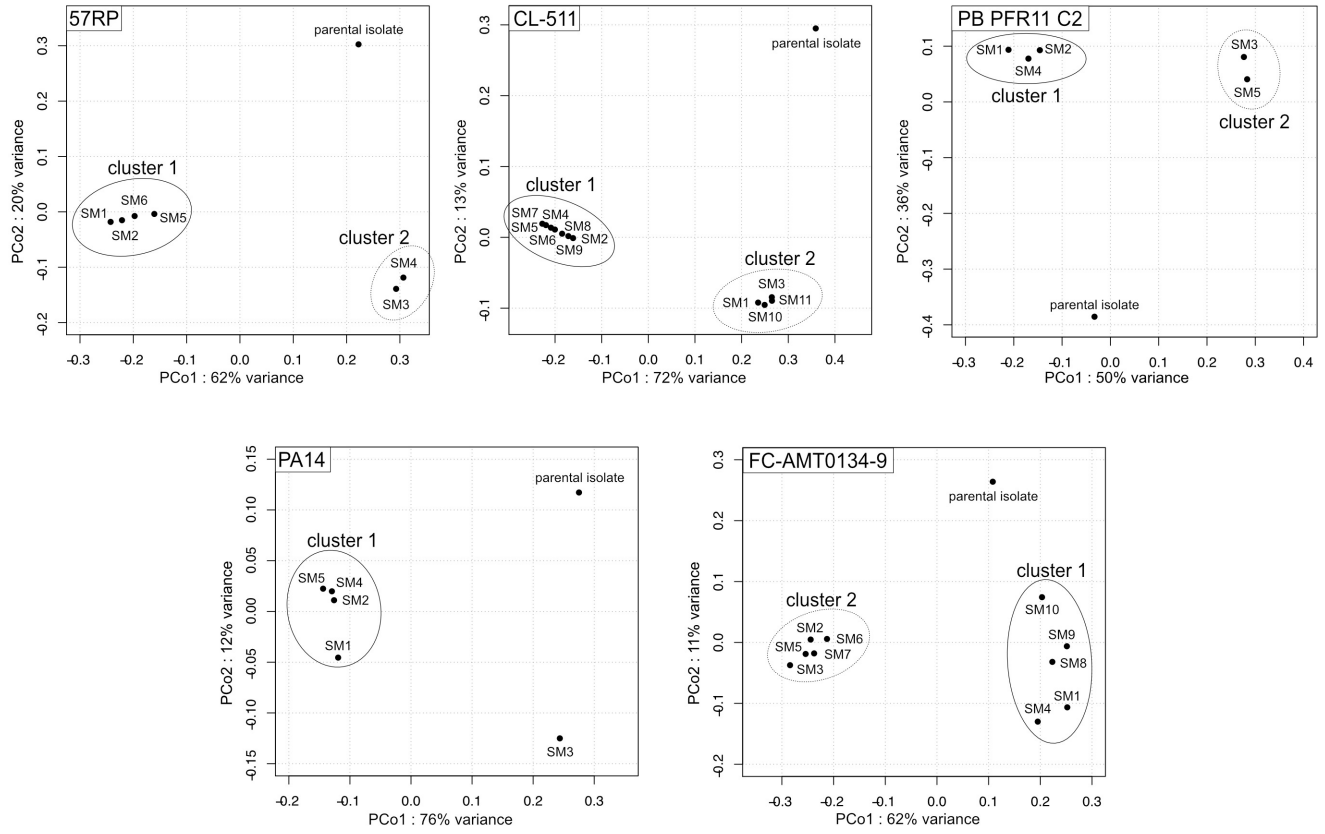 57RP
parental isolate
0.3
0.2
0.1
0.0
-0.1
-0.2
PCo2 : 20% variance
cluster 1
SM6
SM1
SM5
SM2
cluster 2
SM4
SM3
-0.3
-0.2
-0.1
0.0
0.1
0.2
0.3
PCo1 : 62% variance
CL-511
parental isolate
0.3
0.2
0.1
0.0
-0.1
PCo2 : 13% variance
cluster 1
SM7 SM4
SM5 SM8
SM6 SM2
SM9
cluster 2
SM3
SM1 SM11
SM10
-0.2
-0.1
0.0
0.1
0.2
0.3
0.4
PCo1 : 72% variance
PB PFR11 C2
0.1
0.0
-0.1
-0.2
-0.3
-0.4
PCo2 : 36% variance
SM1 SM2
SM4
cluster 1
SM3
SM5
cluster 2
parental isolate
-0.3
-0.2
-0.1
0.0
0.1
0.2
0.3
0.4
PCo1 : 50% variance
PA14
parental isolate
0.15
0.10
0.05
0.00
-0.05
-0.10
-0.15
PCo2 : 12% variance
cluster 1
SM5 SM4
SM2
SM1
SM3
-0.2
-0.1
0.0
0.1
0.2
0.3
PCo1 : 76% variance
FC-AMT0134-9
parental isolate
0.3
0.2
0.1
0.0
-0.1
-0.2
PCo2 : 11% variance
cluster 2
SM2 SM6
SM5 SM7
SM3
cluster 1
SM10
SM9
SM8
SM1
SM4
-0.3
-0.2
-0.1
0.0
0.1
0.2
0.3
PCo1 : 62% variance